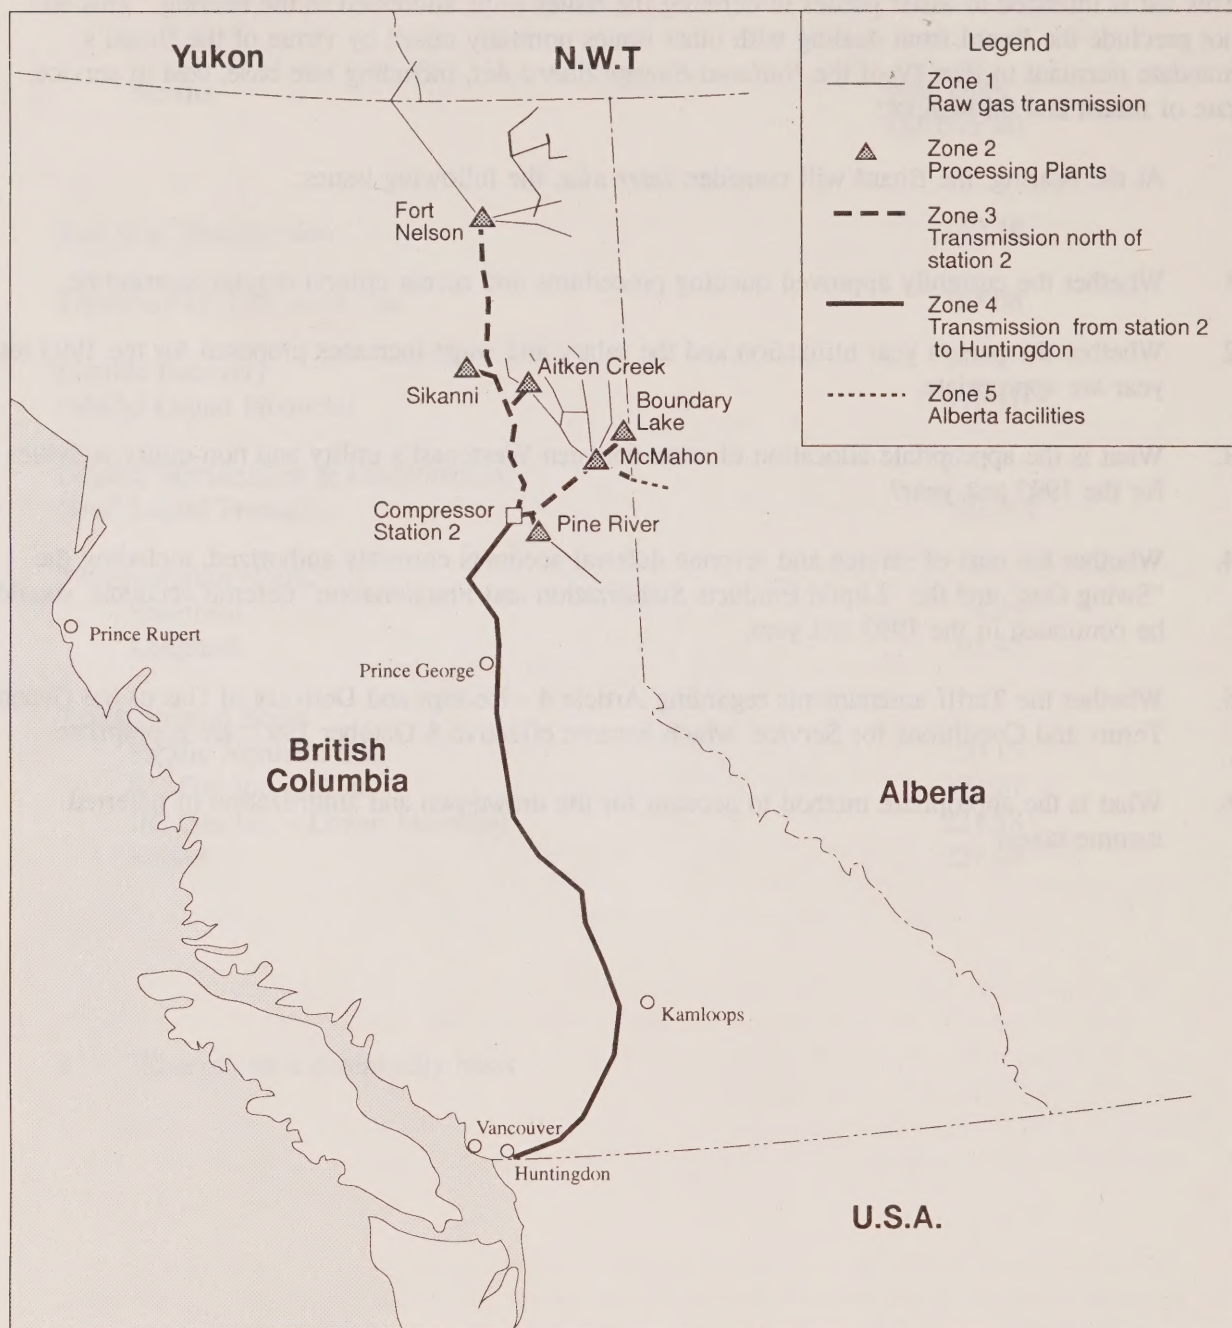 Yukon
N.W.T
Legend
Zone 1
Raw gas transmission
Zone 2
Processing Plants
Zone 3
Transmission north of
station 2
Zone 4
Transmission from station 2
to Huntingdon
Zone 5
Alberta facilities
Fort
Nelson
Aitken Creek
Sikanni
Boundary
Lake
McMahon
Compressor
Station 2
Pine River
Prince Rupert
Prince George
British
Columbia
Alberta
Kamloops
Vancouver
Huntingdon
U.S.A.